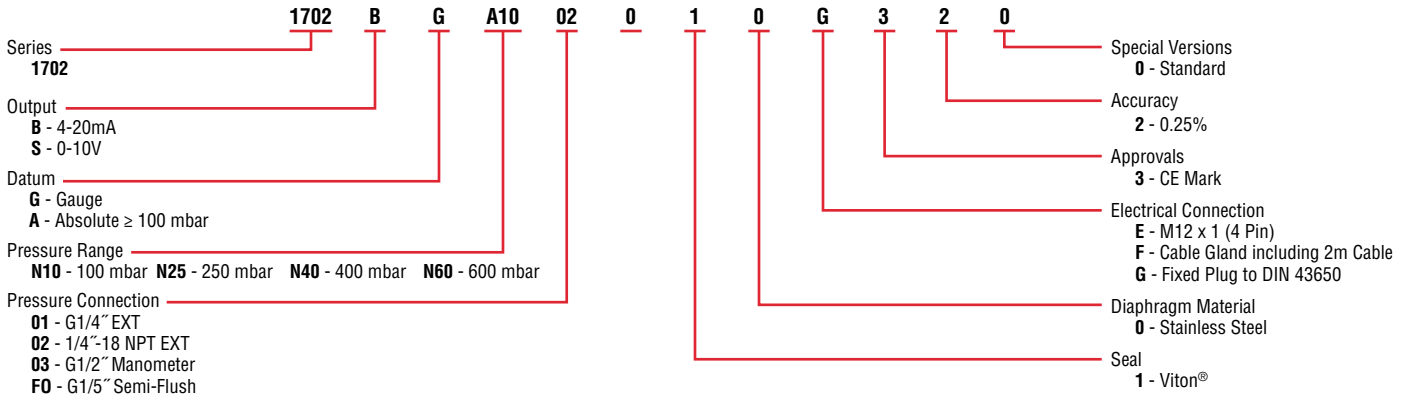 1702 B G A10 02 0 1 0 G 3 2 0
Series
1702
Output
B - 4-20mA
S - 0-10V
Datum
G - Gauge
A - Absolute ≥ 100 mbar
Pressure Range
N10 - 100 mbar N25 - 250 mbar N40 - 400 mbar N60 - 600 mbar
Pressure Connection
01 - G1/4˝ EXT
02 - 1/4˝-18 NPT EXT
03 - G1/2˝ Manometer
F0 - G1/5˝ Semi-Flush
Special Versions
0 - Standard
Accuracy
2 - 0.25%
Approvals
3 - CE Mark
Electrical Connection
E - M12 x 1 (4 Pin)
F - Cable Gland including 2m Cable
G - Fixed Plug to DIN 43650
Diaphragm Material
0 - Stainless Steel
Seal
1 - Viton®